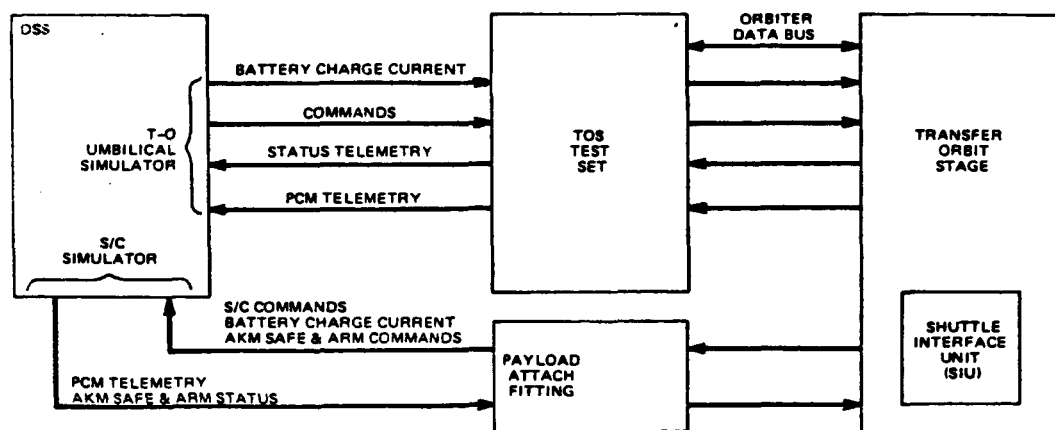 DSS
ORBITER
DATA BUS
BATTERY CHARGE CURRENT
COMMANDS
T-O
UMBILICAL
SIMULATOR
STATUS TELEMETRY
PCM TELEMETRY
TOS
TEST
SET
TRANSFER
ORBIT
STAGE
S/C
SIMULATOR
S/C COMMANDS
BATTERY CHARGE CURRENT
AKM SAFE & ARM COMMANDS
PCM TELEMETRY
AKM SAFE & ARM STATUS
PAYLOAD
ATTACH
FITTING
SHUTTLE
INTERFACE
UNIT
(SIU)